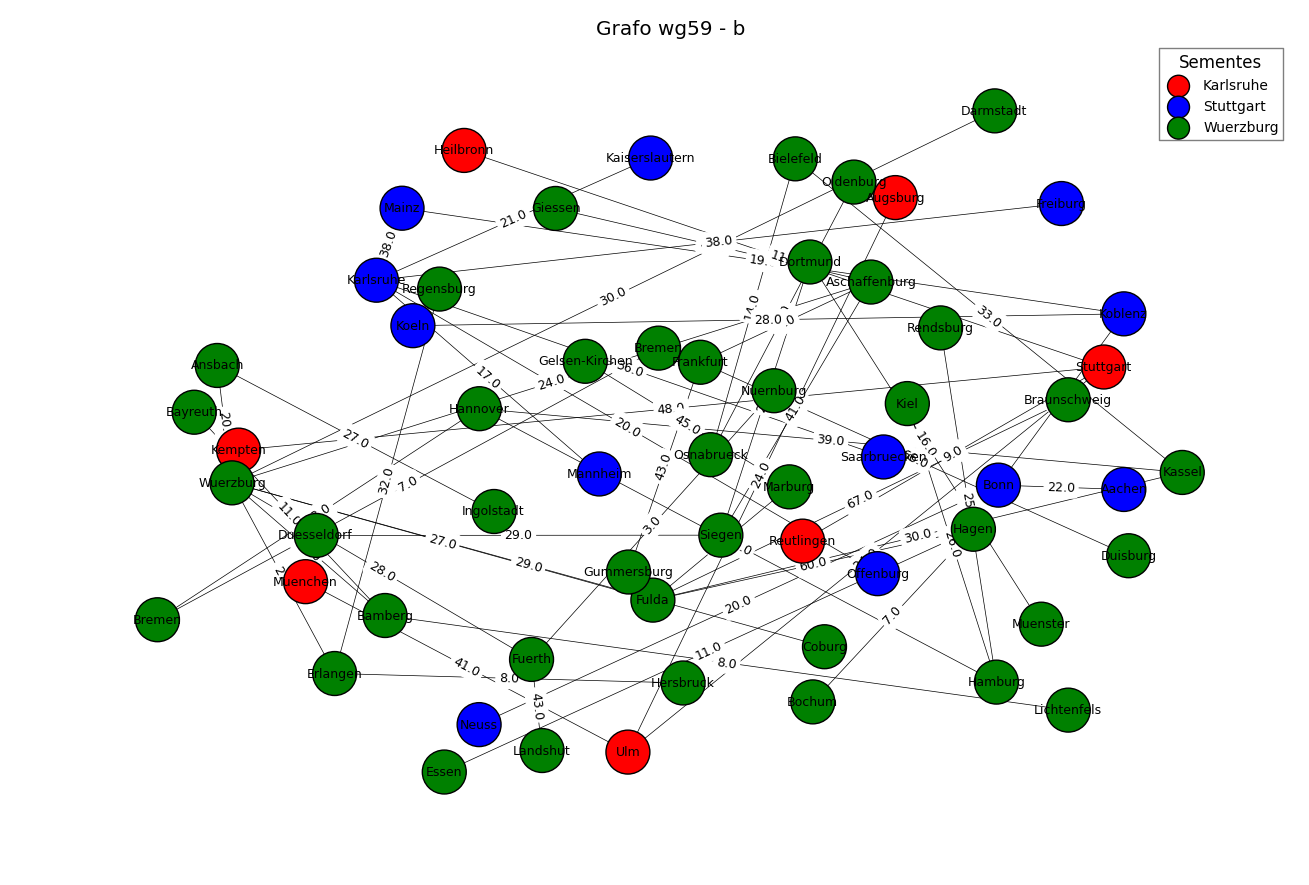 Grafo wg59 - b
Sementes
Karlsruhe
Stuttgart
Wuerzburg
Darmstadt
Heilbronn
Kaiserslautern
Bielefeld
Oldenburg
Augsburg
Mainz
Giessen
Freiburg
21.0
38.0
38.0
19.
11
Dortmund
Karlsruhe
Regensburg
Aschaffenburg
30.0
Koeln
28.0
33.0
Koblenz
Rendsburg
Ansbach
Gelsen-Kirchen
Bremen
Frankfurt
36.0
Stuttgart
17.0
24.0
Nuernburg
Bayreuth
Hannover
48
41.0
Kiel
Braunschweig
20.0
45.0
27.0
20.0
39.0
16.0
Kempten
Osnabrueck
Saarbruecken
9.0
Wuerzburg
32.0
7.0
43.0
Mannheim
24.0
Marburg
Kassel
Bonn
22.0
Aachen
11.0
Ingolstadt
67.0
25
Duesseldorf
29.0
27.0
3.0
Siegen
Reutlingen
30.0
Hagen
Duisburg
28.0
29.0
60.0
Muenchen
Gummersburg
Offenburg
Fulda
20.0
7.0
Bremen
Bamberg
Muenster
Coburg
11.0
8.0
Erlangen
41.0
8.0
Fuerth
Hersbruck
Hamburg
43.0
Bochum
Lichtenfels
Neuss
Landshut
Ulm
Essen